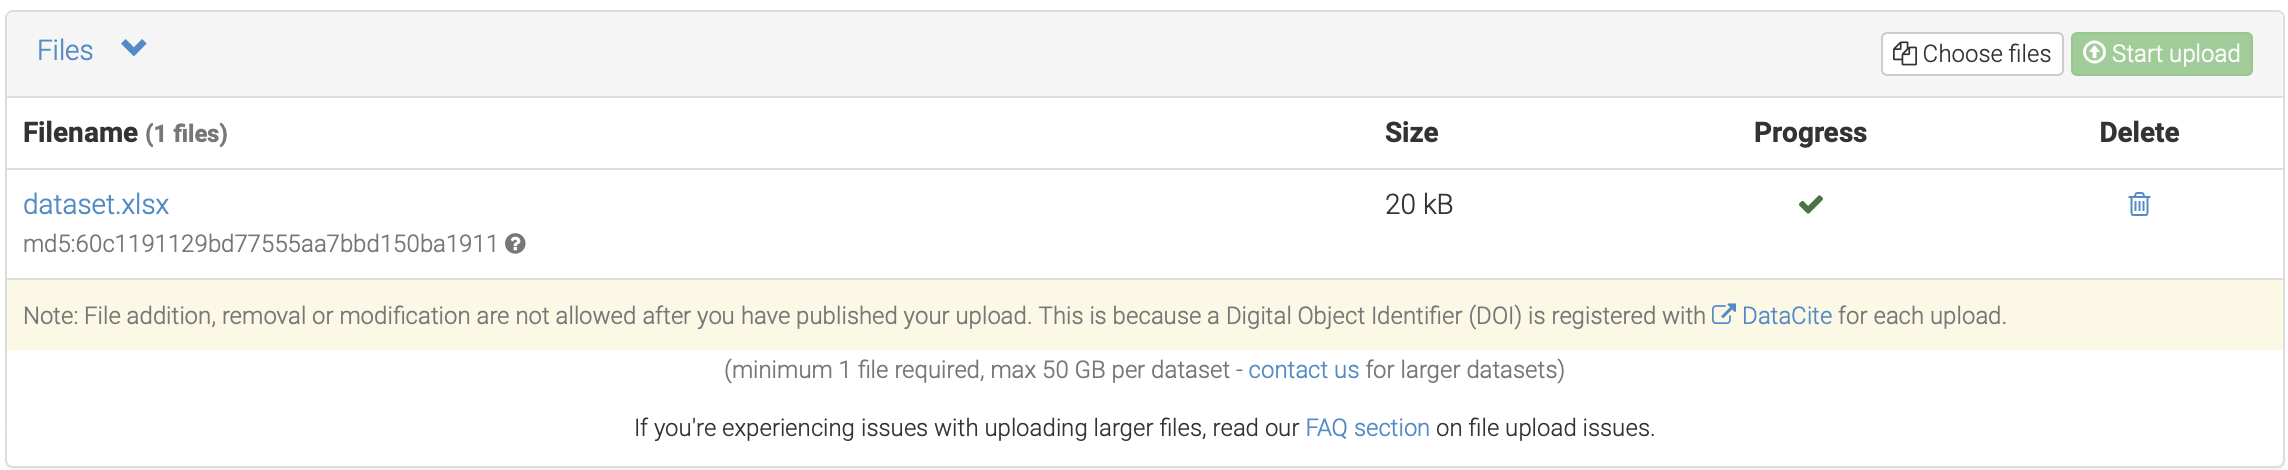 Files
Choose files
Start upload
Filename (1 files) Size Progress Delete
dataset.xlsx 20 kB
md5:60c1191129bd77555aa7bbd150ba1911
Note: File addition, removal or modification are not allowed after you have published your upload. This is because a Digital Object Identifier (DOI) is registered with DataCite for each upload.
(minimum 1 file required, max 50 GB per dataset - contact us for larger datasets)
If you're experiencing issues with uploading larger files, read our FAQ section on file upload issues.